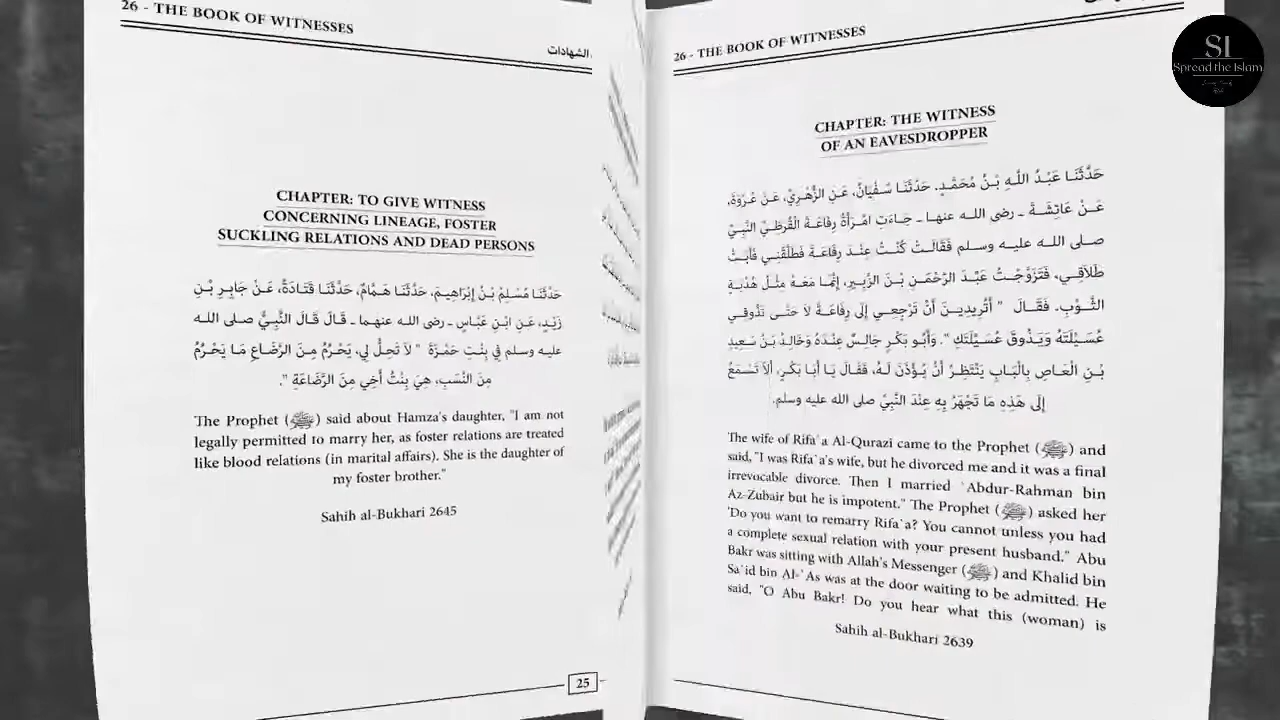 26 - THE BOOK OF WITNESSES
الشهادات
CHAPTER: TO GIVE WITNESS
CONCERNING LINEAGE, FOSTER
SUCKLING RELATIONS AND DEAD PERSONS
حَدَّثَنَا مُسْلِمُ بْنُ إِبْرَاهِيمَ، حَدَّثَنَا هَمَّامٌ، حَدَّثَنَا قَتَادَةُ، عَنْ جَابِرِ بْنِ
زَيْدٍ، عَنِ ابْنِ عَبَّاسٍ ـ رضى الله عنهما ـ قَالَ قَالَ النَّبِيُّ صلى الله
عليه وسلم فِي بِنْتِ حَمْزَةَ " لاَ تَحِلُّ لِي، يَحْرُمُ مِنَ الرَّضَاعِ مَا يَحْرُمُ
مِنَ النَّسَبِ، هِيَ بِنْتُ أَخِي مِنَ الرَّضَاعَةِ ".
The Prophet (ﷺ) said about Hamza's daughter, "I am not
legally permitted to marry her, as foster relations are treated
like blood relations (in marital affairs). She is the daughter of
my foster brother."
Sahih al-Bukhari 2645
25
26 - THE BOOK OF WITNESSES
CHAPTER: THE WITNESS
OF AN EAVESDROPPER
حَدَّثَنَا عَبْدُ اللَّهِ بْنُ مُحَمَّدٍ، حَدَّثَنَا سُفْيَانُ، عَنِ الزُّهْرِيِّ، عَنْ عُرْوَةَ،
عَنْ عَائِشَةَ ـ رضى الله عنها ـ جَاءَتِ امْرَأَةُ رِفَاعَةَ الْقُرَظِيِّ النَّبِيَّ
صلى الله عليه وسلم فَقَالَتْ كُنْتُ عِنْدَ رِفَاعَةَ فَطَلَّقَنِي فَأَبَتَّ
طَلاَقِي، فَتَزَوَّجْتُ عَبْدَ الرَّحْمَنِ بْنَ الزَّبِيرِ، إِنَّمَا مَعَهُ مِثْلُ هُدْبَةِ
الثَّوْبِ. فَقَالَ " أَتُرِيدِينَ أَنْ تَرْجِعِي إِلَى رِفَاعَةَ لاَ حَتَّى تَذُوقِي
عُسَيْلَتَهُ وَيَذُوقَ عُسَيْلَتَكِ ". وَأَبُو بَكْرٍ جَالِسٌ عِنْدَهُ وَخَالِدُ بْنُ سَعِيدِ
بْنِ الْعَاصِ بِالْبَابِ يَنْتَظِرُ أَنْ يُؤْذَنَ لَهُ، فَقَالَ يَا أَبَا بَكْرٍ، أَلاَ تَسْمَعُ
إِلَى هَذِهِ مَا تَجْهَرُ بِهِ عِنْدَ النَّبِيِّ صلى الله عليه وسلم.
The wife of Rifa`a Al-Qurazi came to the Prophet (ﷺ) and
said, "I was Rifa`a's wife, but he divorced me and it was a final
irrevocable divorce. Then I married `Abdur-Rahman bin
Az-Zubair but he is impotent." The Prophet (ﷺ) asked her
'Do you want to remarry Rifa`a? You cannot unless you had
a complete sexual relation with your present husband." Abu
Bakr was sitting with Allah's Messenger (ﷺ) and Khalid bin
Sa`id bin Al-`As was at the door waiting to be admitted. He
said, "O Abu Bakr! Do you hear what this (woman) is
Sahih al-Bukhari 2639
SI
Spread the Islam